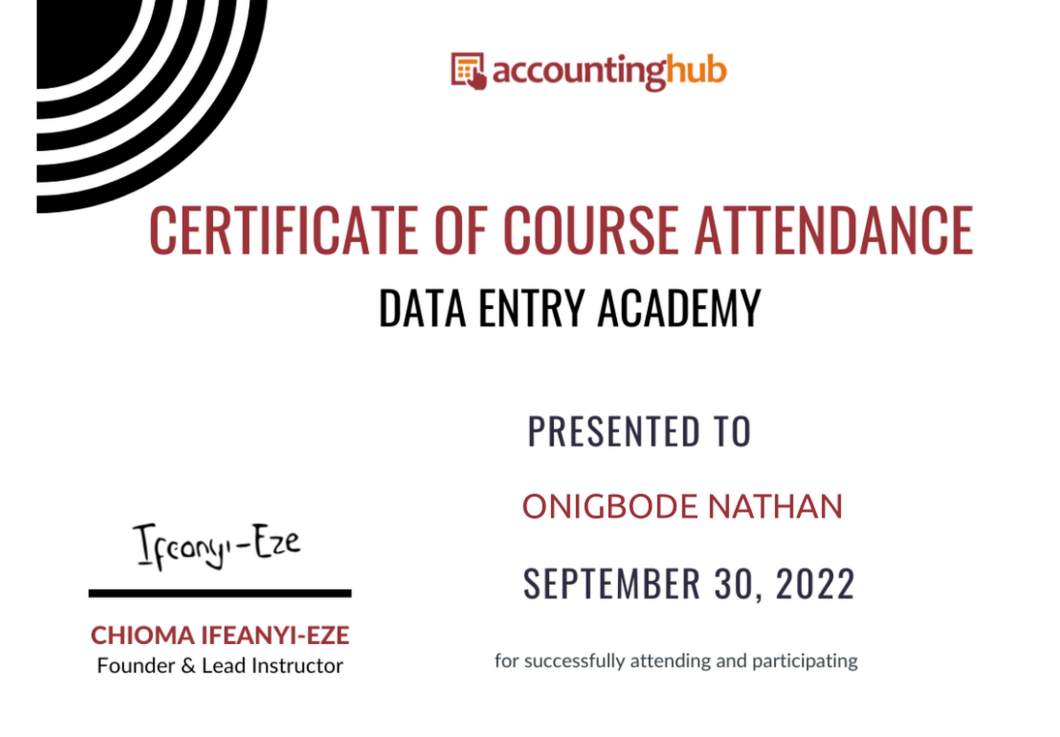 accountinghub
CERTIFICATE OF COURSE ATTENDANCE
DATA ENTRY ACADEMY
PRESENTED TO
ONIGBODE NATHAN
SEPTEMBER 30, 2022
for successfully attending and participating
Ifeanyi-Eze
CHIOMA IFEANYI-EZE
Founder & Lead Instructor